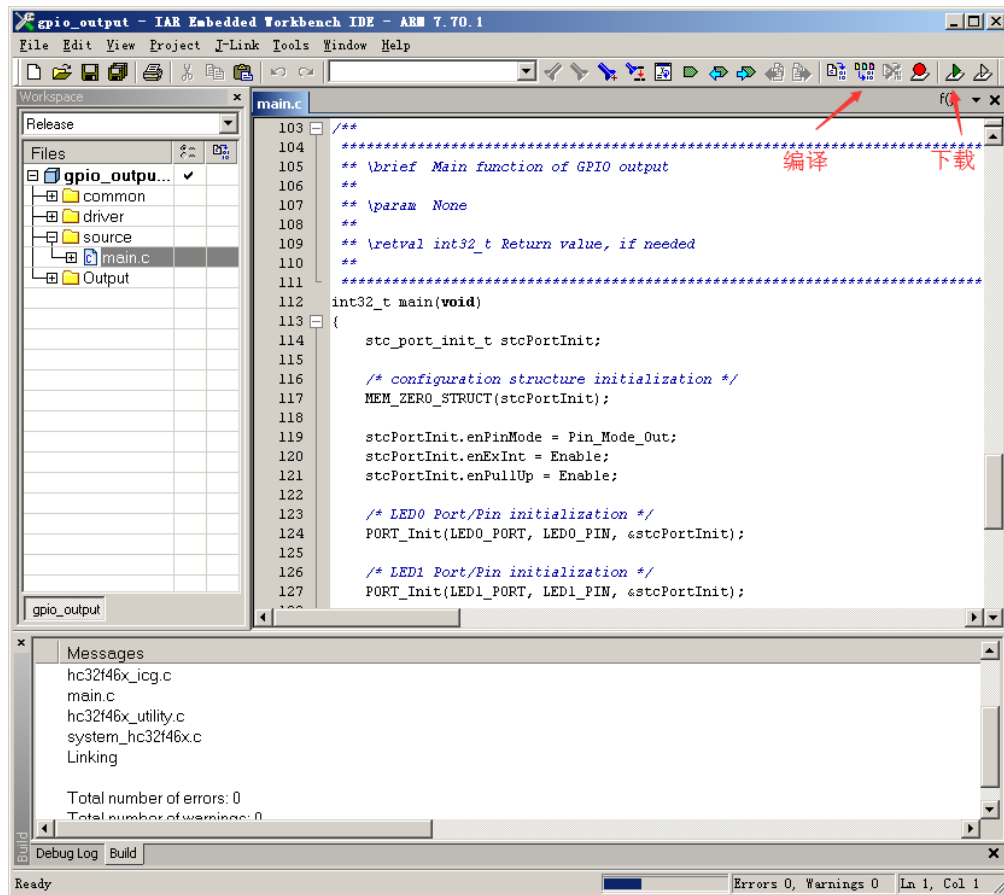 gpio_output - IAR Embedded Workbench IDE - ARM 7.70.1
File Edit View Project J-Link Tools Window Help
Workspace
Release
Files
gpio_outpu...
common
driver
source
main.c
Output
gpio_output
main.c
f()
编译
下载
103 /**
104 *******************************************************************************
105 ** \brief Main function of GPIO output
106 **
107 ** \param None
108 **
109 ** \retval int32_t Return value, if needed
110 **
111 *******************************************************************************
112 int32_t main(void)
113 {
114 stc_port_init_t stcPortInit;
115
116 /* configuration structure initialization */
117 MEM_ZERO_STRUCT(stcPortInit);
118
119 stcPortInit.enPinMode = Pin_Mode_Out;
120 stcPortInit.enExInt = Enable;
121 stcPortInit.enPullUp = Enable;
122
123 /* LED0 Port/Pin initialization */
124 PORT_Init(LED0_PORT, LED0_PIN, &stcPortInit);
125
126 /* LED1 Port/Pin initialization */
127 PORT_Init(LED1_PORT, LED1_PIN, &stcPortInit);
Messages
hc32f46x_icg.c
main.c
hc32f46x_utility.c
system_hc32f46x.c
Linking
Total number of errors: 0
Total number of warnings: 0
Build
Debug Log Build
Ready Errors 0, Warnings 0 Ln 1, Col 1